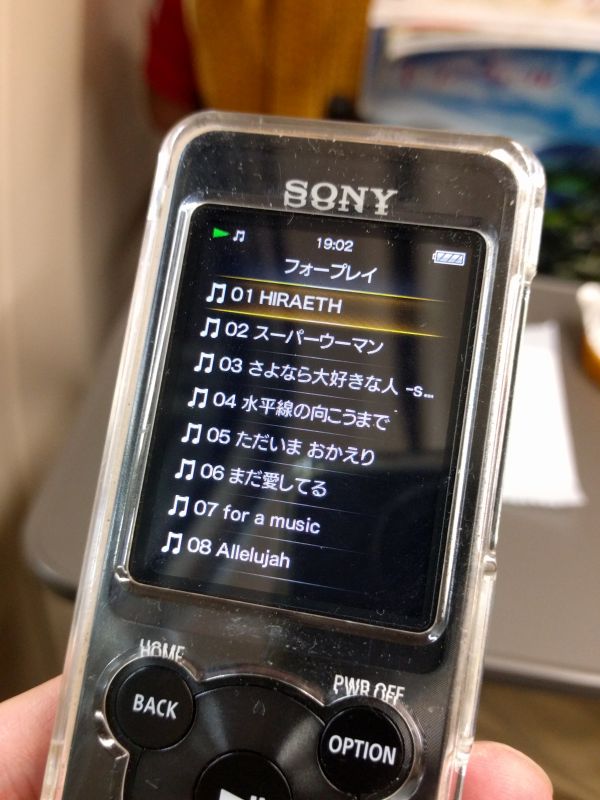 SONY
19:02
フォープレイ
01 HIRAETH
02 スーパーウーマン
03 さよなら大好きな人 -s...
04 水平線の向こうまで
05 ただいま おかえり
06 まだ愛してる
07 for a music
08 Allelujah
HOME
BACK
PWR OFF
OPTION